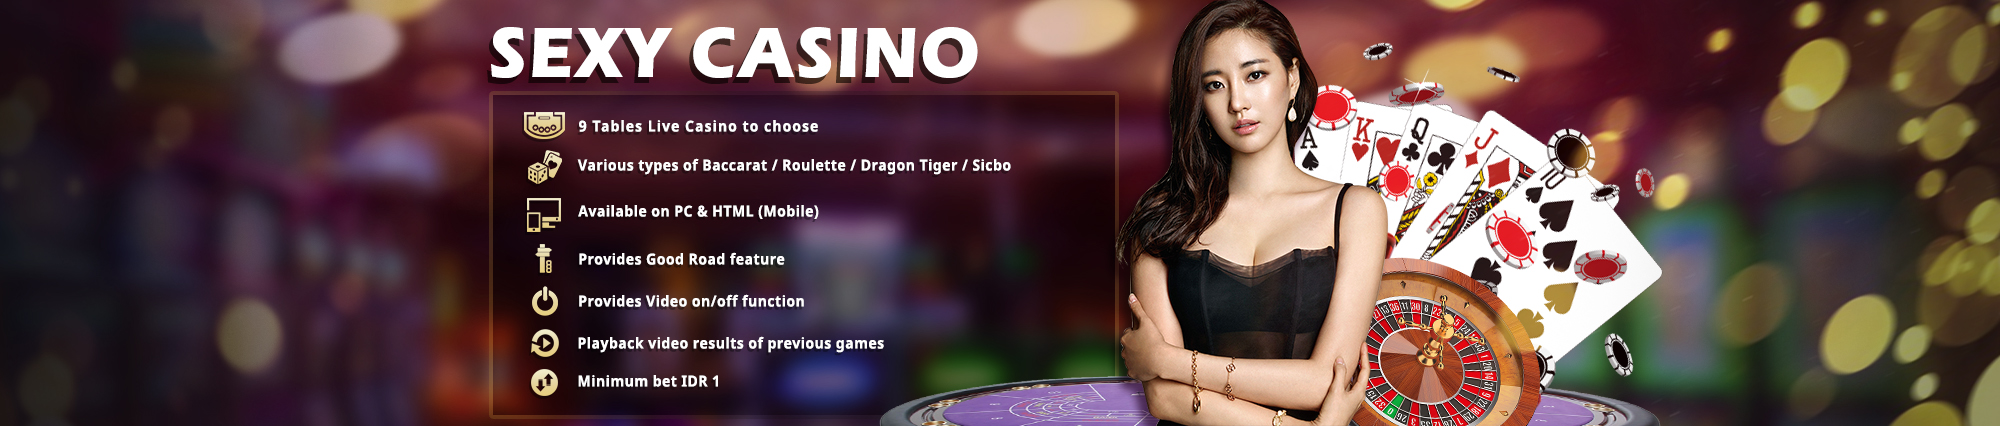 SEXY CASINO
9 Tables Live Casino to choose
Various types of Baccarat / Roulette / Dragon Tiger / Sicbo
Available on PC & HTML (Mobile)
Provides Good Road feature
Provides Video on/off function
Playback video results of previous games
Minimum bet IDR 1
A
K
Q
J
10